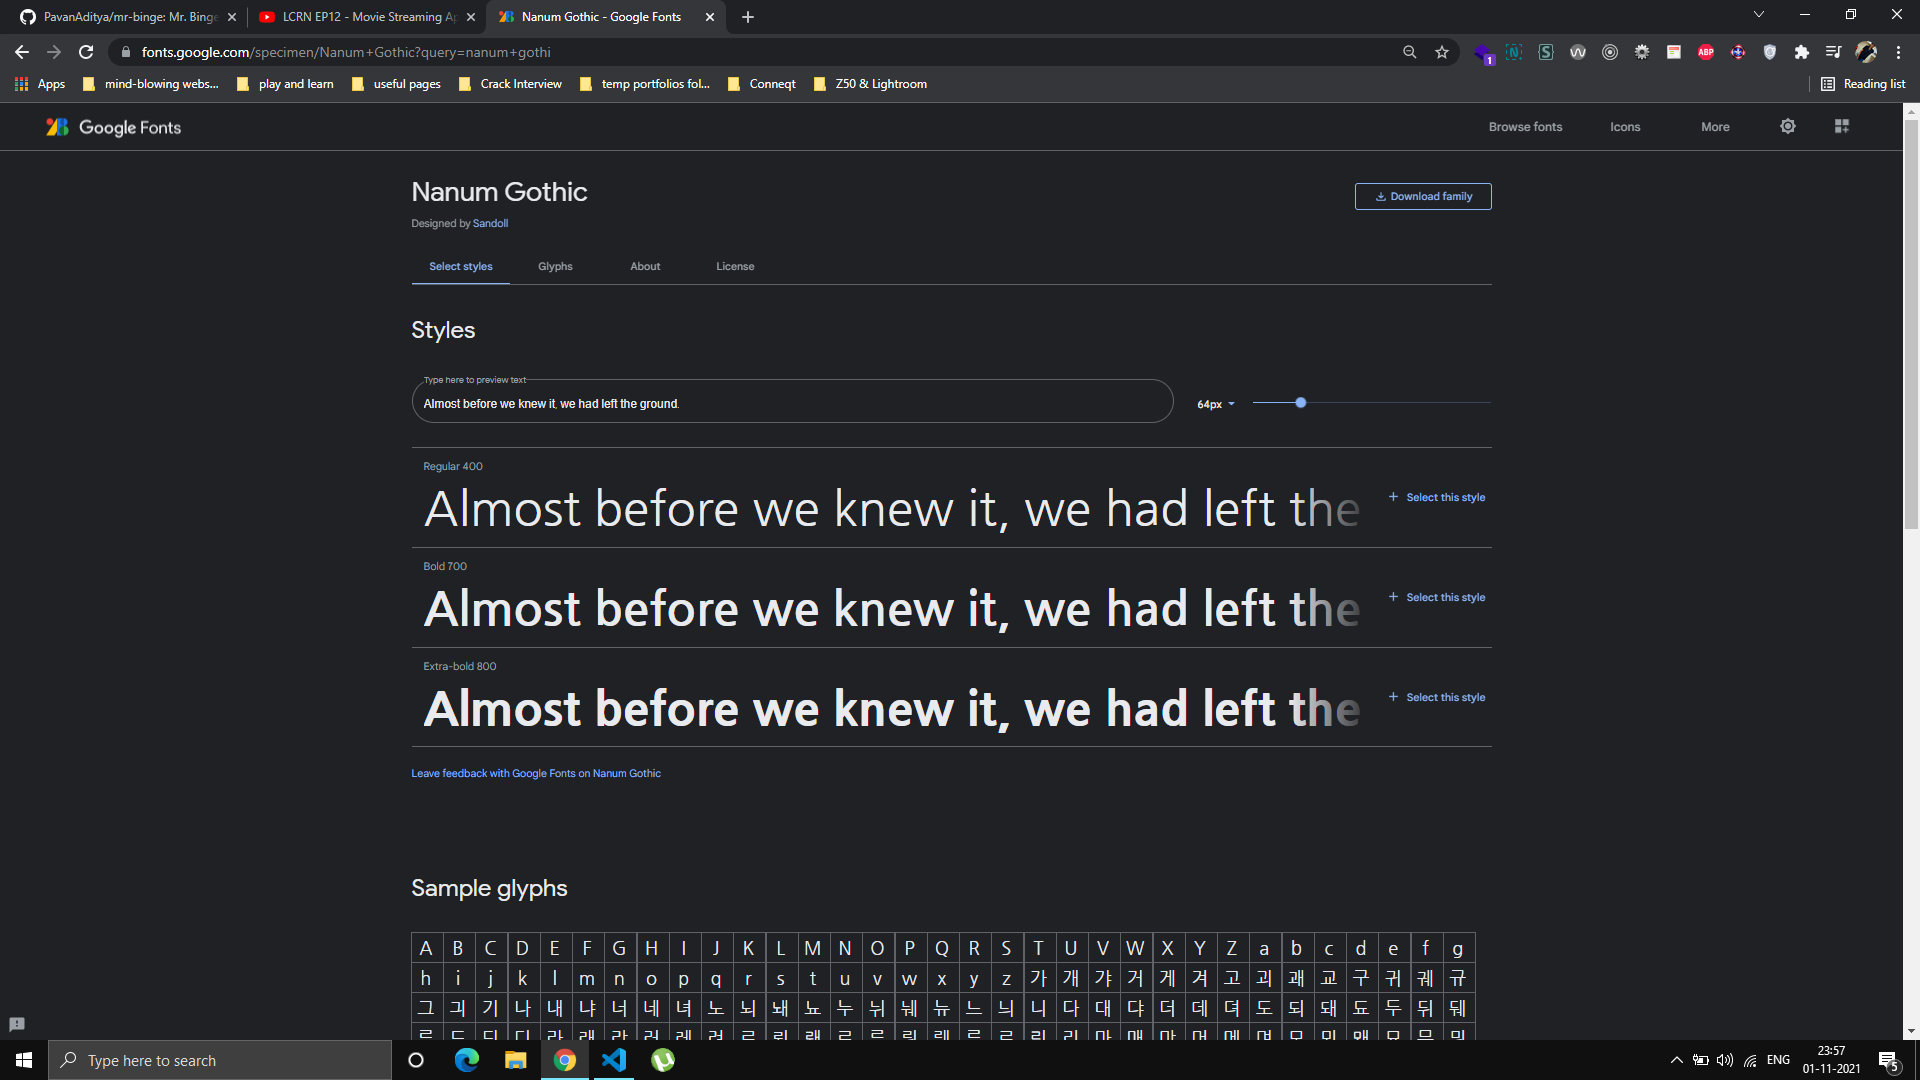 PavanAditya/mr-binge: Mr. Binge
LCRN EP12 - Movie Streaming Ap
Nanum Gothic - Google Fonts
fonts.google.com/specimen/Nanum+Gothic?query=nanum+gothi
1
ABP
Apps
mind-blowing webs...
play and learn
useful pages
Crack Interview
temp portfolios fol...
Conneqt
Z50 & Lightroom
Reading list
Google Fonts
Browse fonts
Icons
More
Nanum Gothic
Download family
Designed by Sandoll
Select styles
Glyphs
About
License
Styles
Type here to preview text
Almost before we knew it, we had left the ground.
64px
Regular 400
Almost before we knew it, we had left the
Select this style
Bold 700
Almost before we knew it, we had left the
Select this style
Extra-bold 800
Almost before we knew it, we had left the
Select this style
Leave feedback with Google Fonts on Nanum Gothic
Sample glyphs
A B C D E F G H I J K L M N O P Q R S T U V W X Y Z a b c d e f g
h i j k l m n o p q r s t u v w x y z 가 개 갸 거 게 겨 고 괴 괘 교 구 귀 궤 규
그 긔 기 나 내 냐 너 네 녀 노 뇌 놰 뇨 누 뉘 눼 뉴 느 늬 니 다 대 댜 더 데 뎌 도 되 돼 됴 두 뒤 뒈
Type here to search
ENG
23:57
01-11-2021
5